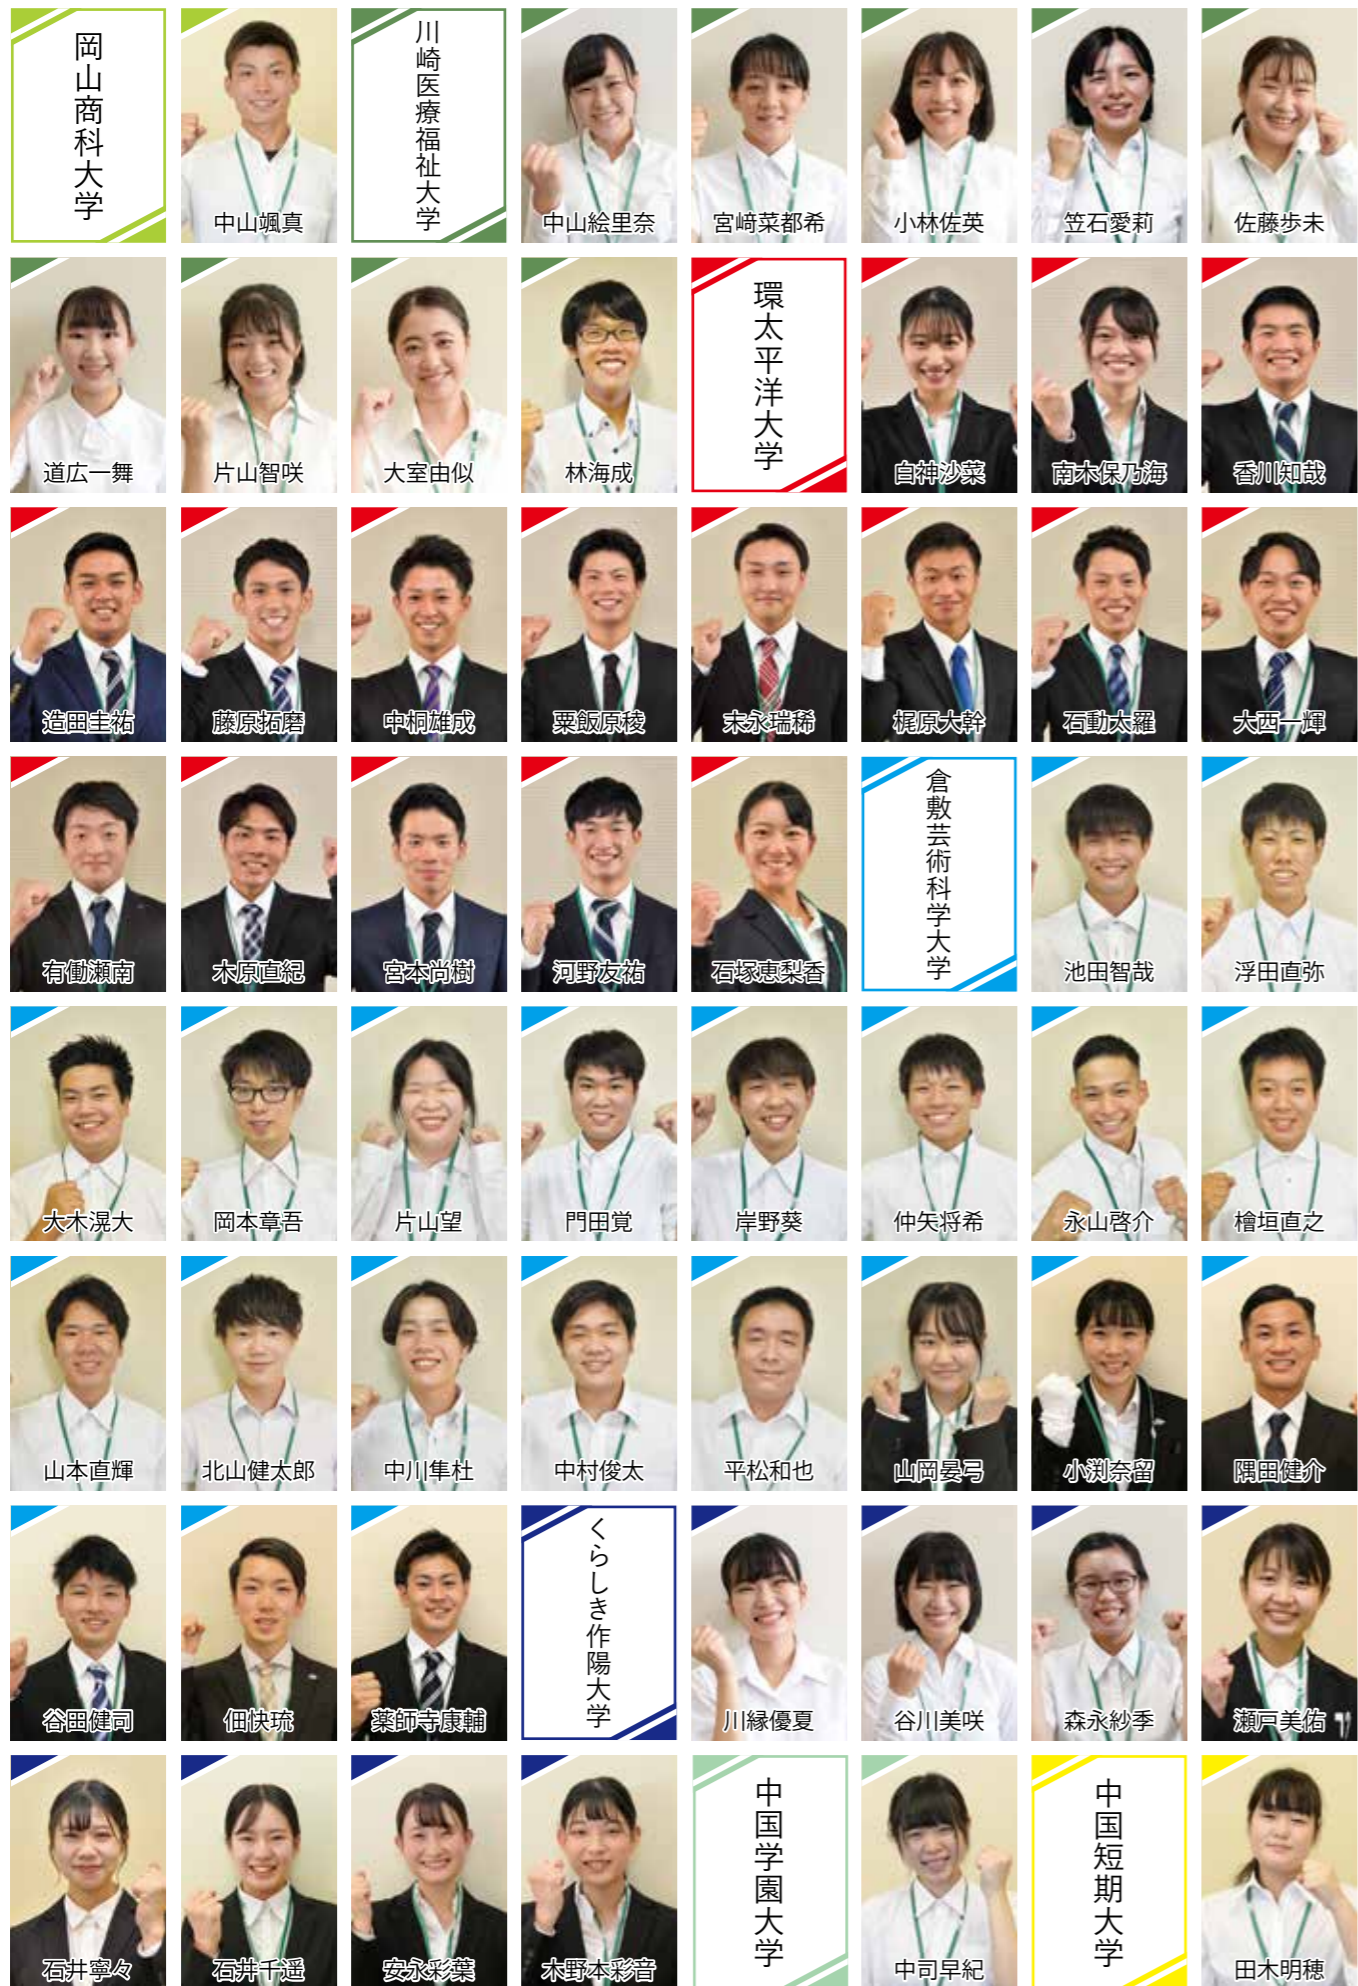 岡山商科大学
中山颯真
川崎医療福祉大学
中山絵里奈
宮﨑菜都希
小林佐英
笠石愛莉
佐藤歩未
道広一舞
片山智咲
大室由似
林海成
環太平洋大学
白神沙菜
南木保乃海
香川知哉
造田圭祐
藤原拓磨
中桐雄成
粟飯原稜
末永瑞稀
梶原大幹
石動太羅
大西一輝
有働瀬南
木原直紀
宮本尚樹
河野友祐
石塚恵梨香
倉敷芸術科学大学
池田智哉
浮田直弥
大木滉大
岡本章吾
片山望
門田覚
岸野葵
仲矢将希
永山啓介
檜垣直之
山本直輝
北山健太郎
中川隼杜
中村俊太
平松和也
山岡晏弓
小渕奈留
隅田健介
谷田健司
佃快琉
薬師寺康輔
くらしき作陽大学
川縁優夏
谷川美咲
森永紗季
瀬戸美佑
石井寧々
石井千遥
安永彩葉
木野本彩音
中国学園大学
中司早紀
中国短期大学
田木明穂